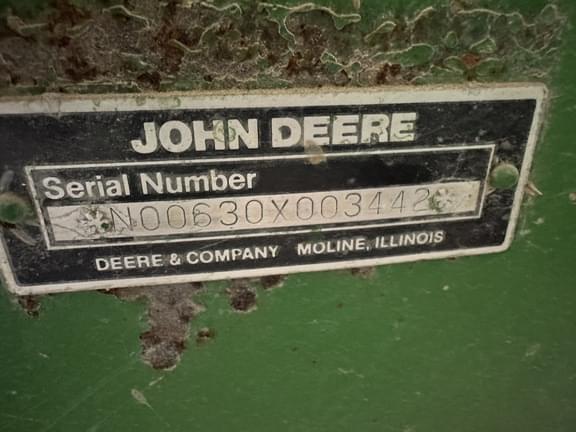 JOHN DEERE
Serial Number
*N00630X003442*
DEERE & COMPANY MOLINE, ILLINOIS